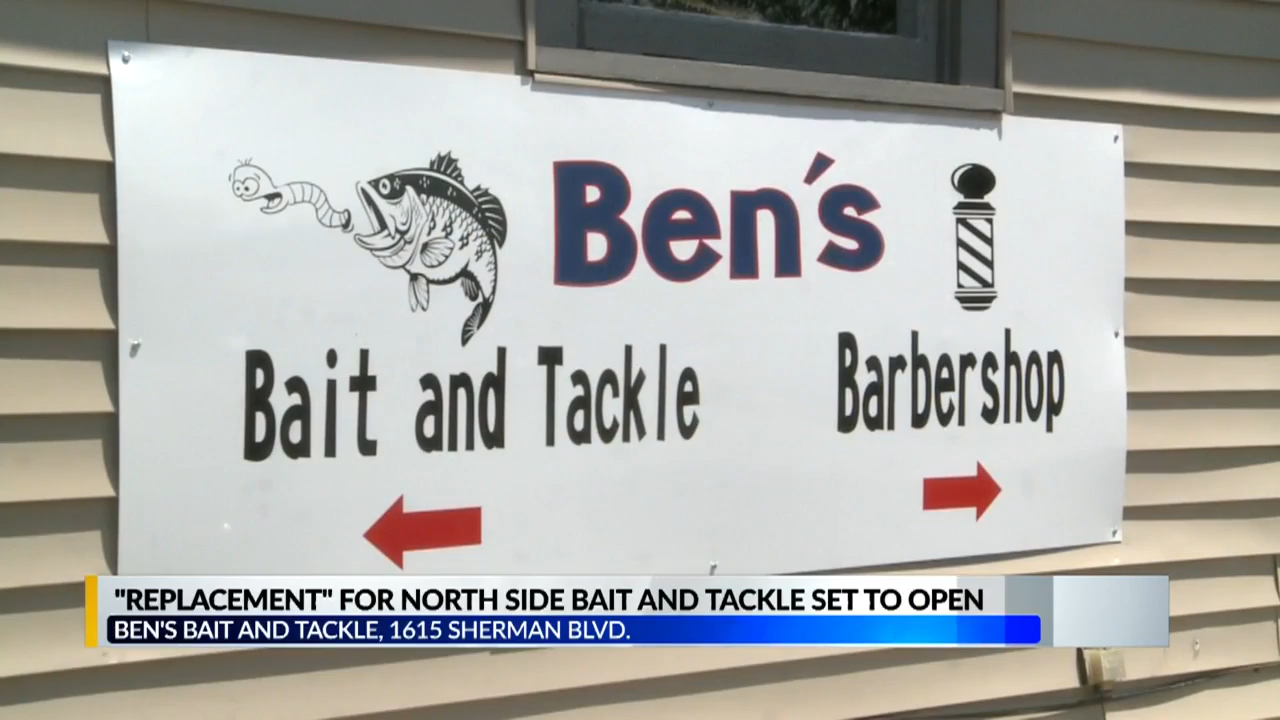 Ben's
Bait and Tackle
Barbershop
"REPLACEMENT" FOR NORTH SIDE BAIT AND TACKLE SET TO OPEN
BEN'S BAIT AND TACKLE, 1615 SHERMAN BLVD.